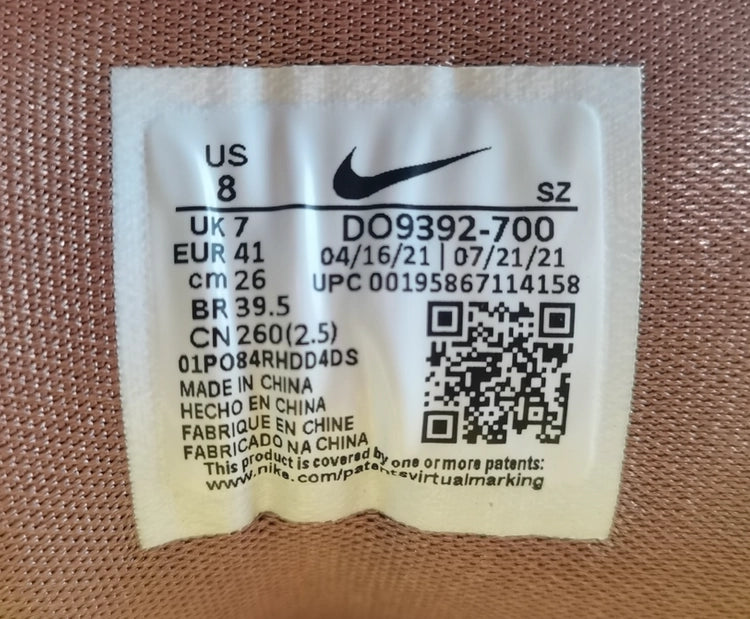 US
8
SZ
UK 7
DO9392-700
EUR 41
04/16/21 | 07/21/21
cm 26
UPC 00195867114158
BR 39.5
CN 260(2.5)
01PO84RHDD4DS
MADE IN CHINA
HECHO EN CHINA
FABRIQUE EN CHINE
FABRICADO NA CHINA
This product is covered by one or more patents:
www.nike.com/patentsvirtualmarking